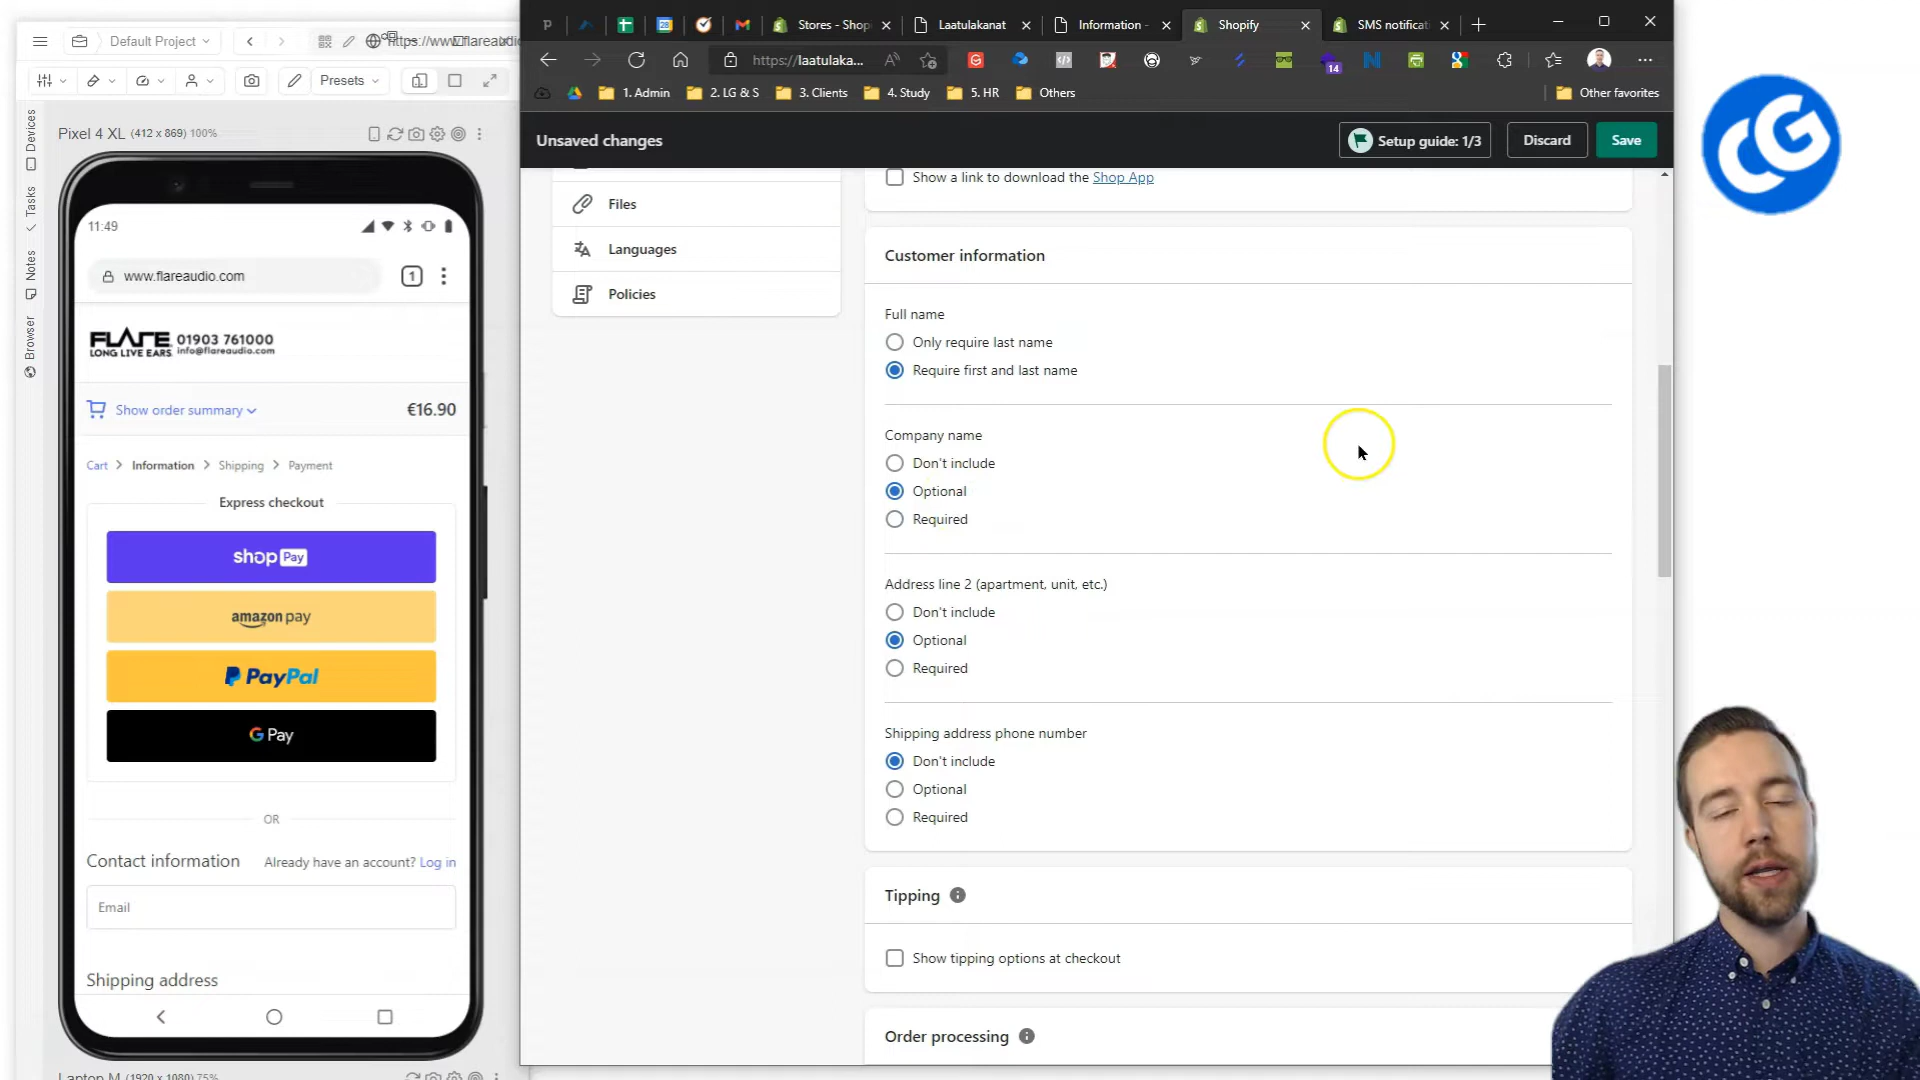 Default Project
https://www.flareaudio
Presets
Devices
Tasks
Notes
Browser
Pixel 4 XL (412 x 869) 100%
11:49
www.flareaudio.com
1
FLARE
LONG LIVE EARS
01903 761000
info@flareaudio.com
Show order summary
€16.90
Cart > Information > Shipping > Payment
Express checkout
shop Pay
amazon pay
PayPal
G Pay
OR
Contact information
Already have an account? Log in
Email
Shipping address
Laptop M (1920 x 1080) 75%
Stores - Shop
Laatulakanat
Information -
Shopify
SMS notificat
https://laatulaka...
14
1. Admin
2. LG & S
3. Clients
4. Study
5. HR
Others
Other favorites
Unsaved changes
Setup guide: 1/3
Discard
Save
Files
Languages
Policies
Show a link to download the Shop App
Customer information
Full name
Only require last name
Require first and last name
Company name
Don't include
Optional
Required
Address line 2 (apartment, unit, etc.)
Don't include
Optional
Required
Shipping address phone number
Don't include
Optional
Required
Tipping
Show tipping options at checkout
Order processing
CG